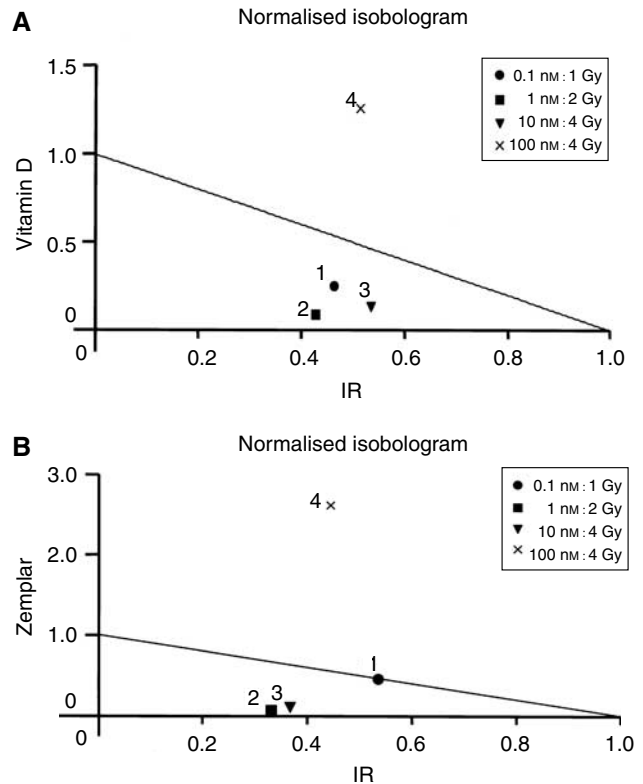 A
Normalised isobologram
1.5
1.0
0.5
0
0
Vitamin D
0.2
0.4
0.6
0.8
1.0
IR
1
2
3
4
0.1 nM : 1 Gy
1 nM : 2 Gy
10 nM : 4 Gy
100 nM : 4 Gy
B
Normalised isobologram
3.0
2.0
1.0
0
0
Zemplar
0.2
0.4
0.6
0.8
1.0
IR
1
2
3
4
0.1 nM : 1 Gy
1 nM : 2 Gy
10 nM : 4 Gy
100 nM : 4 Gy